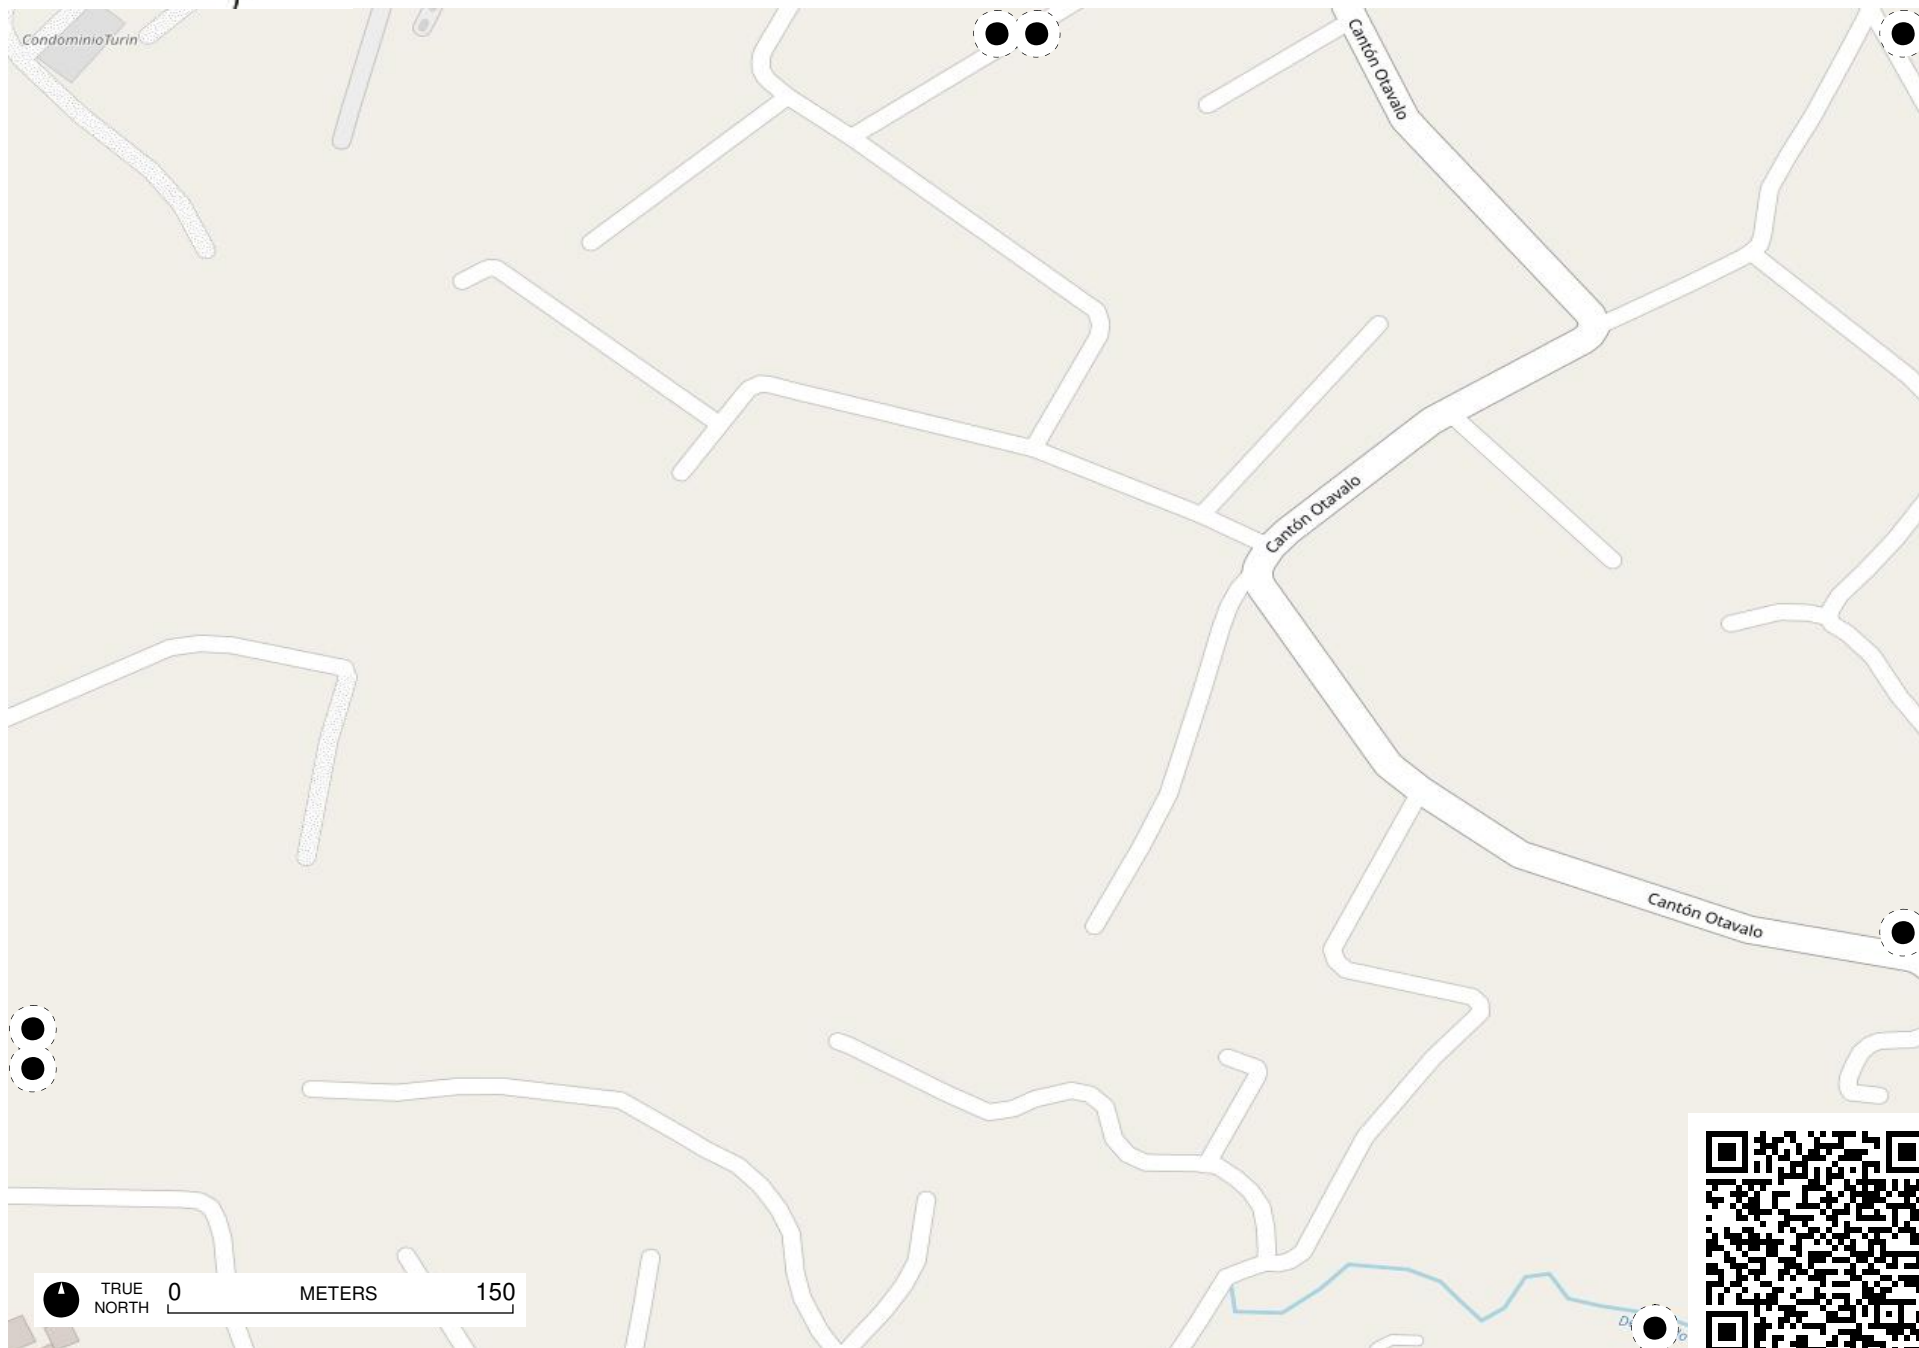 CondominioTurin
Cantón Otavalo
Cantón Otavalo
Cantón Otavalo
TRUE
NORTH
0 METERS 150